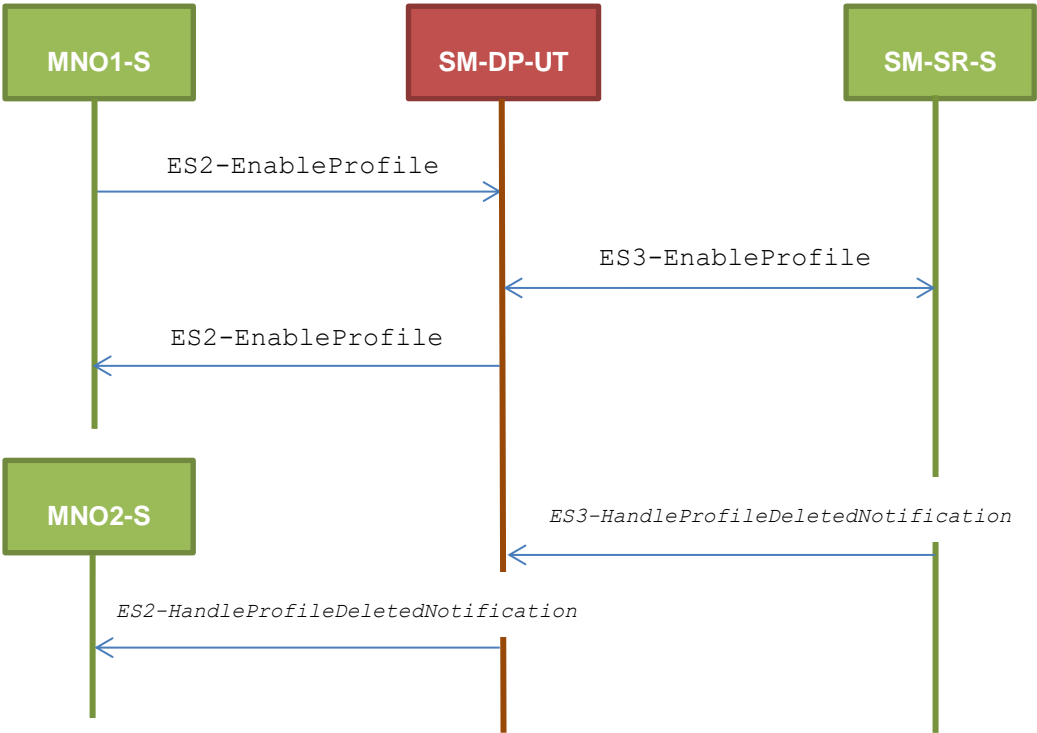 MNO1-S
SM-DP-UT
SM-SR-S
ES2-EnableProfile
ES3-EnableProfile
ES2-EnableProfile
MNO2-S
ES3-HandleProfileDeletedNotification
ES2-HandleProfileDeletedNotification